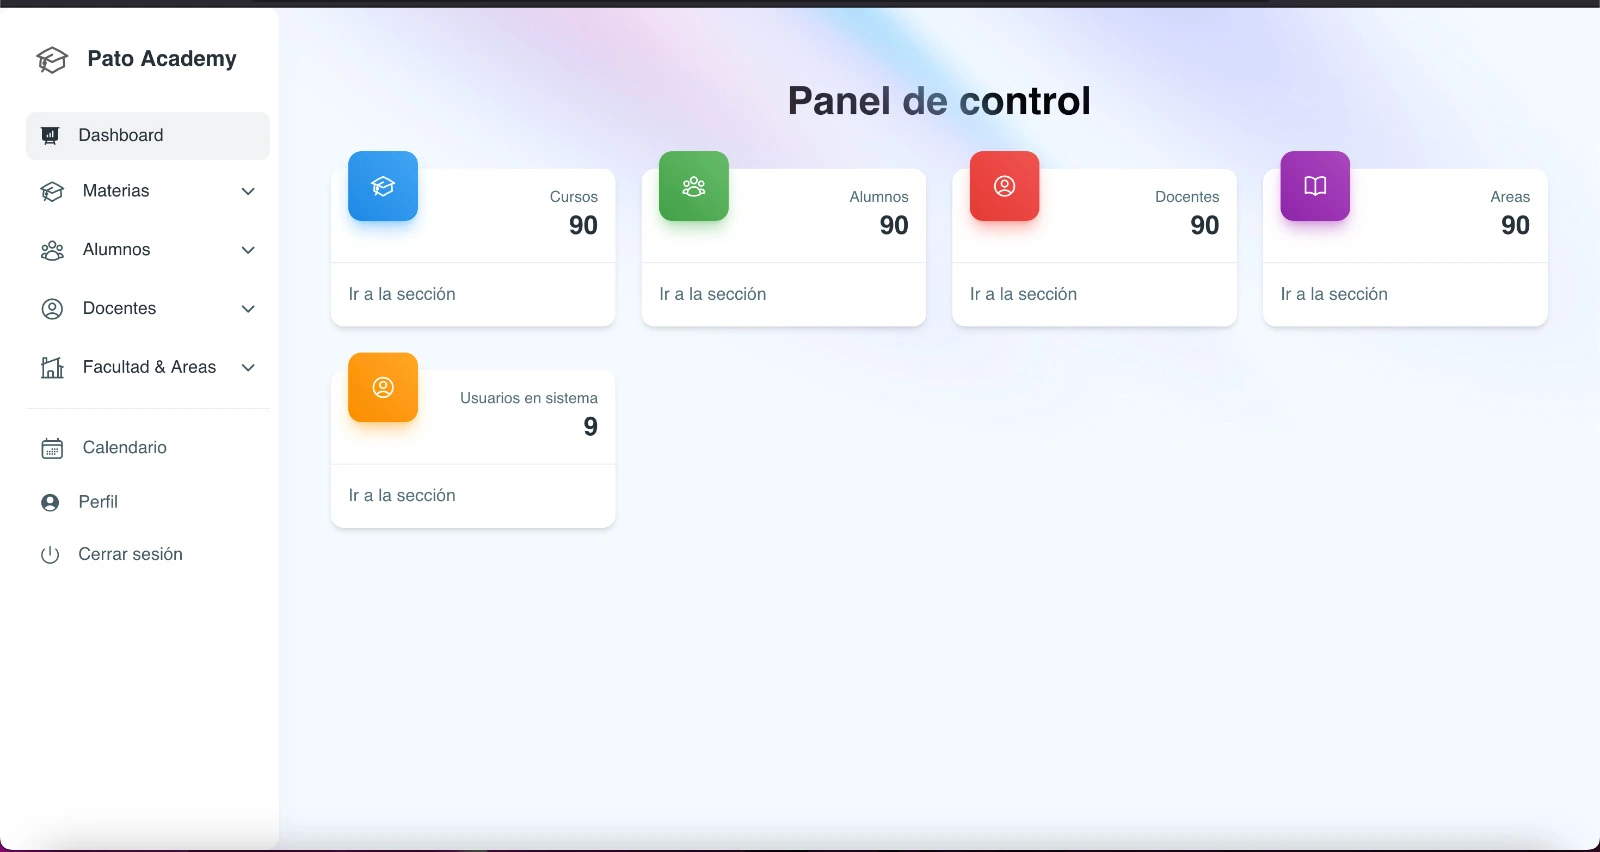 Pato Academy
Dashboard
Materias
Alumnos
Docentes
Facultad & Areas
Calendario
Perfil
Cerrar sesión
Panel de control
Cursos
90
Ir a la sección
Alumnos
90
Ir a la sección
Docentes
90
Ir a la sección
Areas
90
Ir a la sección
Usuarios en sistema
9
Ir a la sección